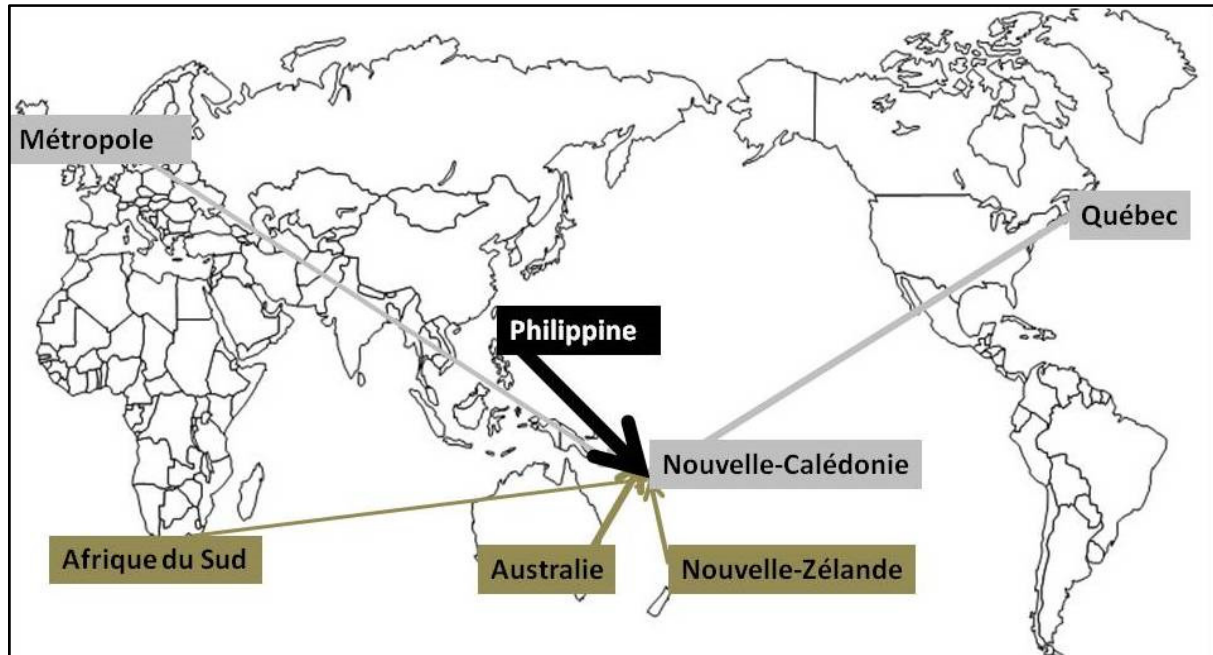 Métropole
Québec
Philippine
Nouvelle-Calédonie
Afrique du Sud
Australie
Nouvelle-Zélande